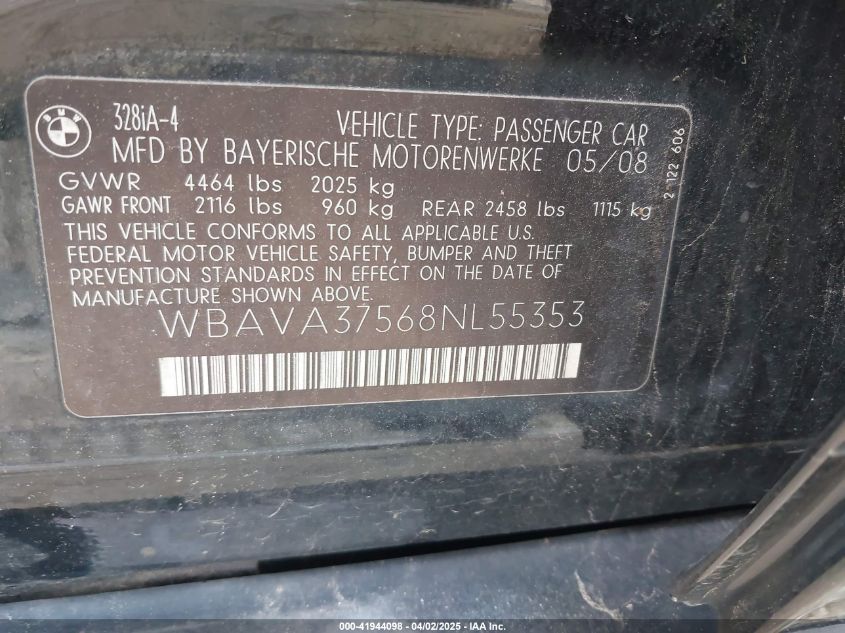 BMW
328iA-4
VEHICLE TYPE: PASSENGER CAR
MFD BY BAYERISCHE MOTORENWERKE 05/08
GVWR 4464 lbs 2025 kg
GAWR FRONT 2116 lbs 960 kg REAR 2458 lbs 1115 kg
THIS VEHICLE CONFORMS TO ALL APPLICABLE U.S.
FEDERAL MOTOR VEHICLE SAFETY, BUMPER AND THEFT
PREVENTION STANDARDS IN EFFECT ON THE DATE OF
MANUFACTURE SHOWN ABOVE.
WBAVA37568NL55353
2 122 606
000-41944098 - 04/02/2025 - IAA Inc.